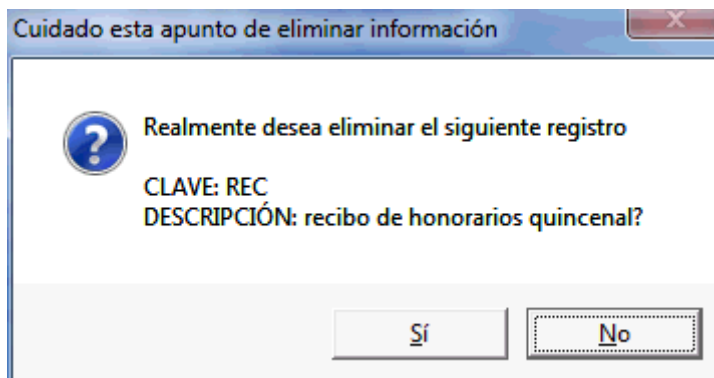 Cuidado esta apunto de eliminar información
Realmente desea eliminar el siguiente registro
CLAVE: REC
DESCRIPCIÓN: recibo de honorarios quincenal?
Sí
No